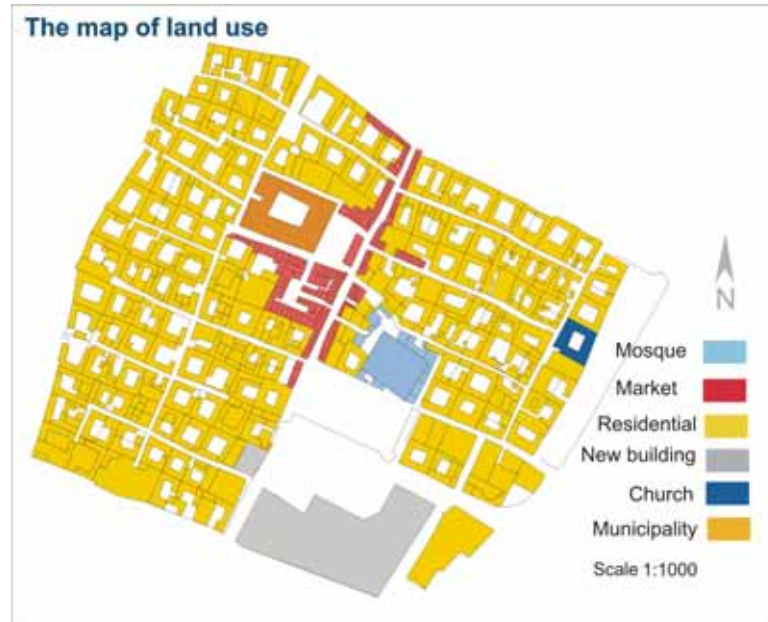 The map of land use
N
Mosque
Market
Residential
New building
Church
Municipality
Scale 1:1000